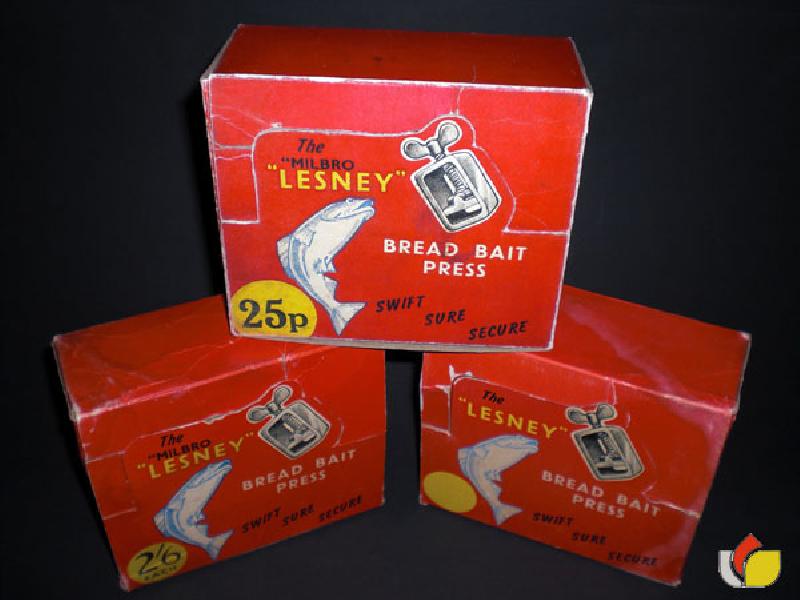 The
"MILBRO
"LESNEY"
BREAD BAIT
PRESS
25p
SWIFT
SURE
SECURE
The
"MILBRO
"LESNEY"
BREAD BAIT
PRESS
SWIFT
SURE
SECURE
2/6
EACH
The
"LESNEY"
BREAD BAIT
PRESS
SWIFT
SURE
SECURE